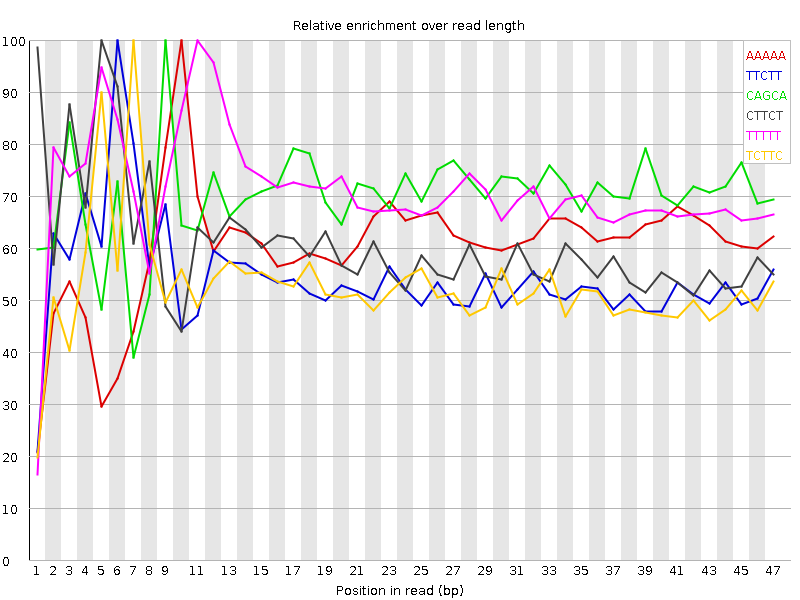 Relative enrichment over read length
100
90
80
70
60
50
40
30
20
10
0
AAAAA
TTCTT
CAGCA
CTTCT
TTTTT
TCTTC
1 2 3 4 5 6 7 8 9 11 13 15 17 19 21 23 25 27 29 31 33 35 37 39 41 43 45 47
Position in read (bp)